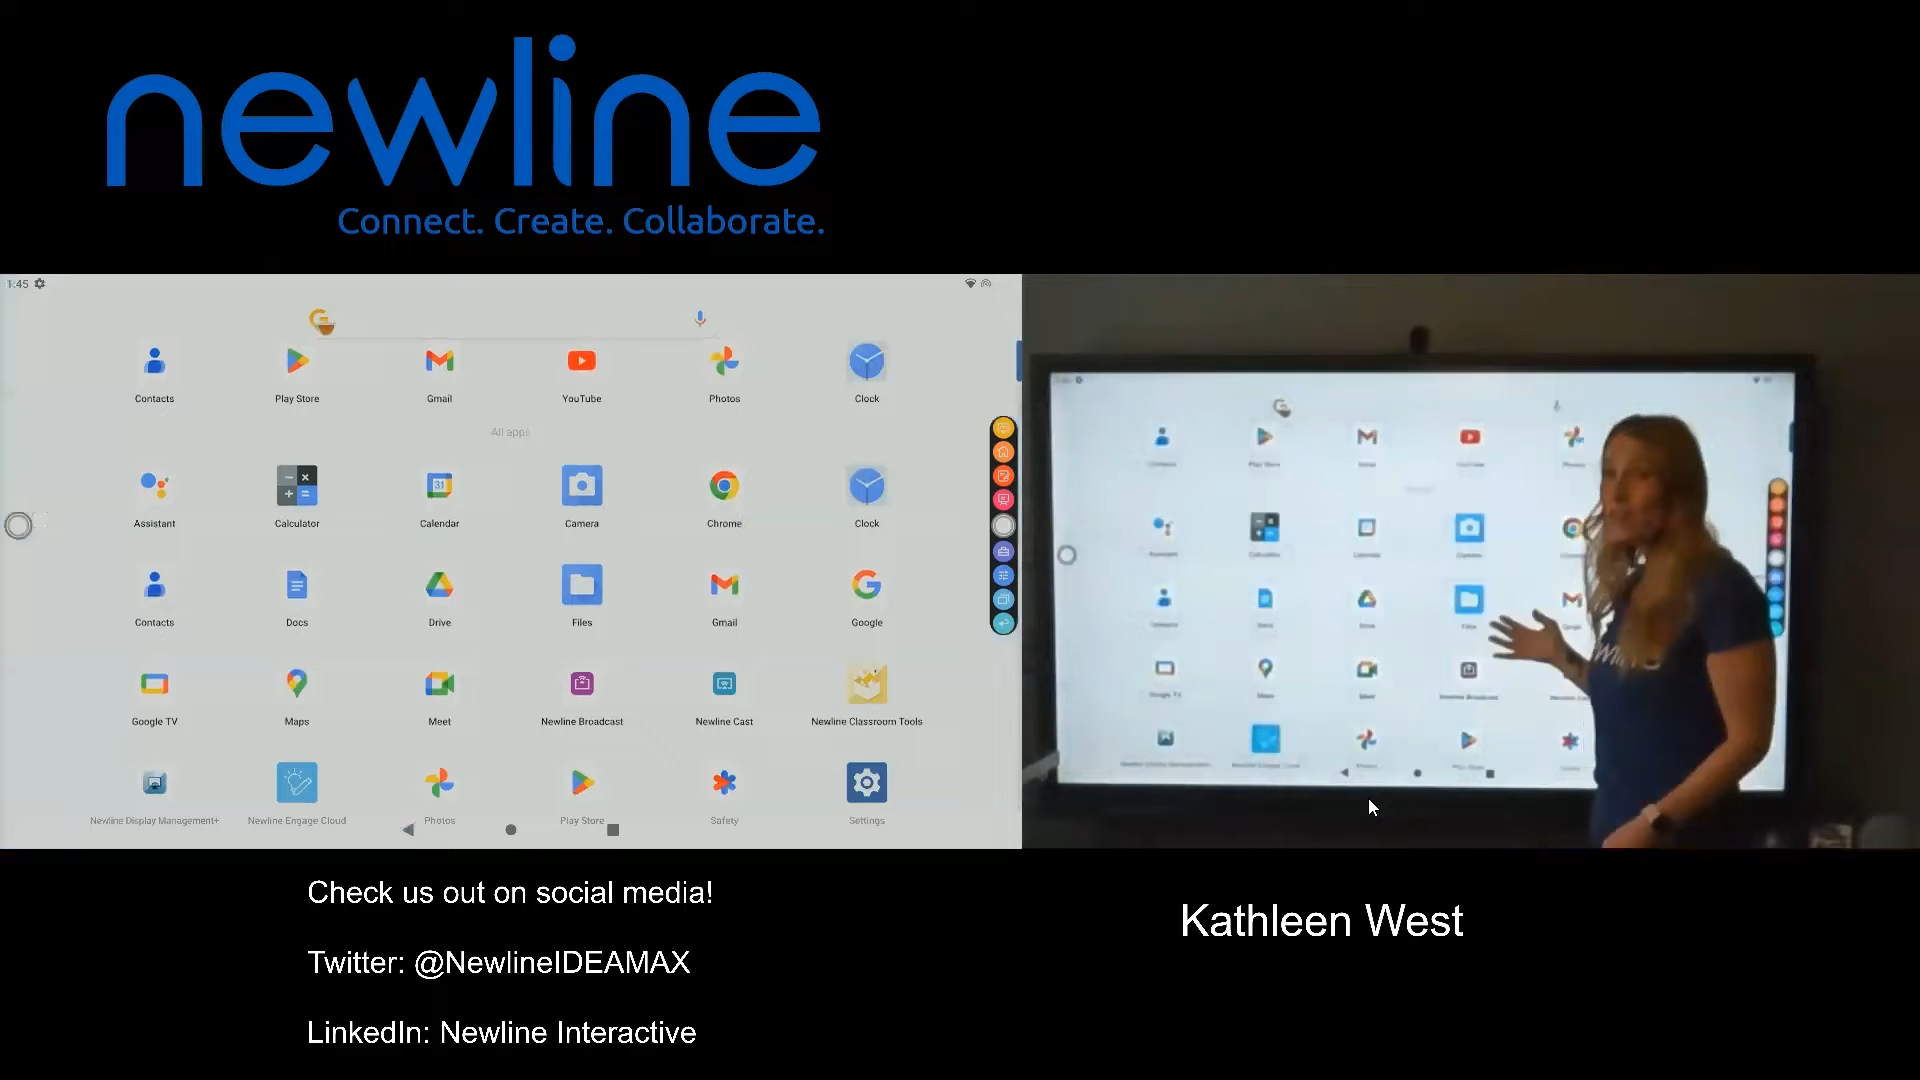 newline
Connect. Create. Collaborate.
1:45
Contacts Play Store Gmail YouTube Photos Clock
All apps
Assistant Calculator Calendar Camera Chrome Clock
31
Contacts Docs Drive Files Gmail Google
Google TV Maps Meet Newline Broadcast Newline Cast Newline Classroom Tools
Newline Display Management+ Newline Engage Cloud Photos Play Store Safety Settings
Check us out on social media!
Twitter: @NewlineIDEAMAX
LinkedIn: Newline Interactive
Kathleen West